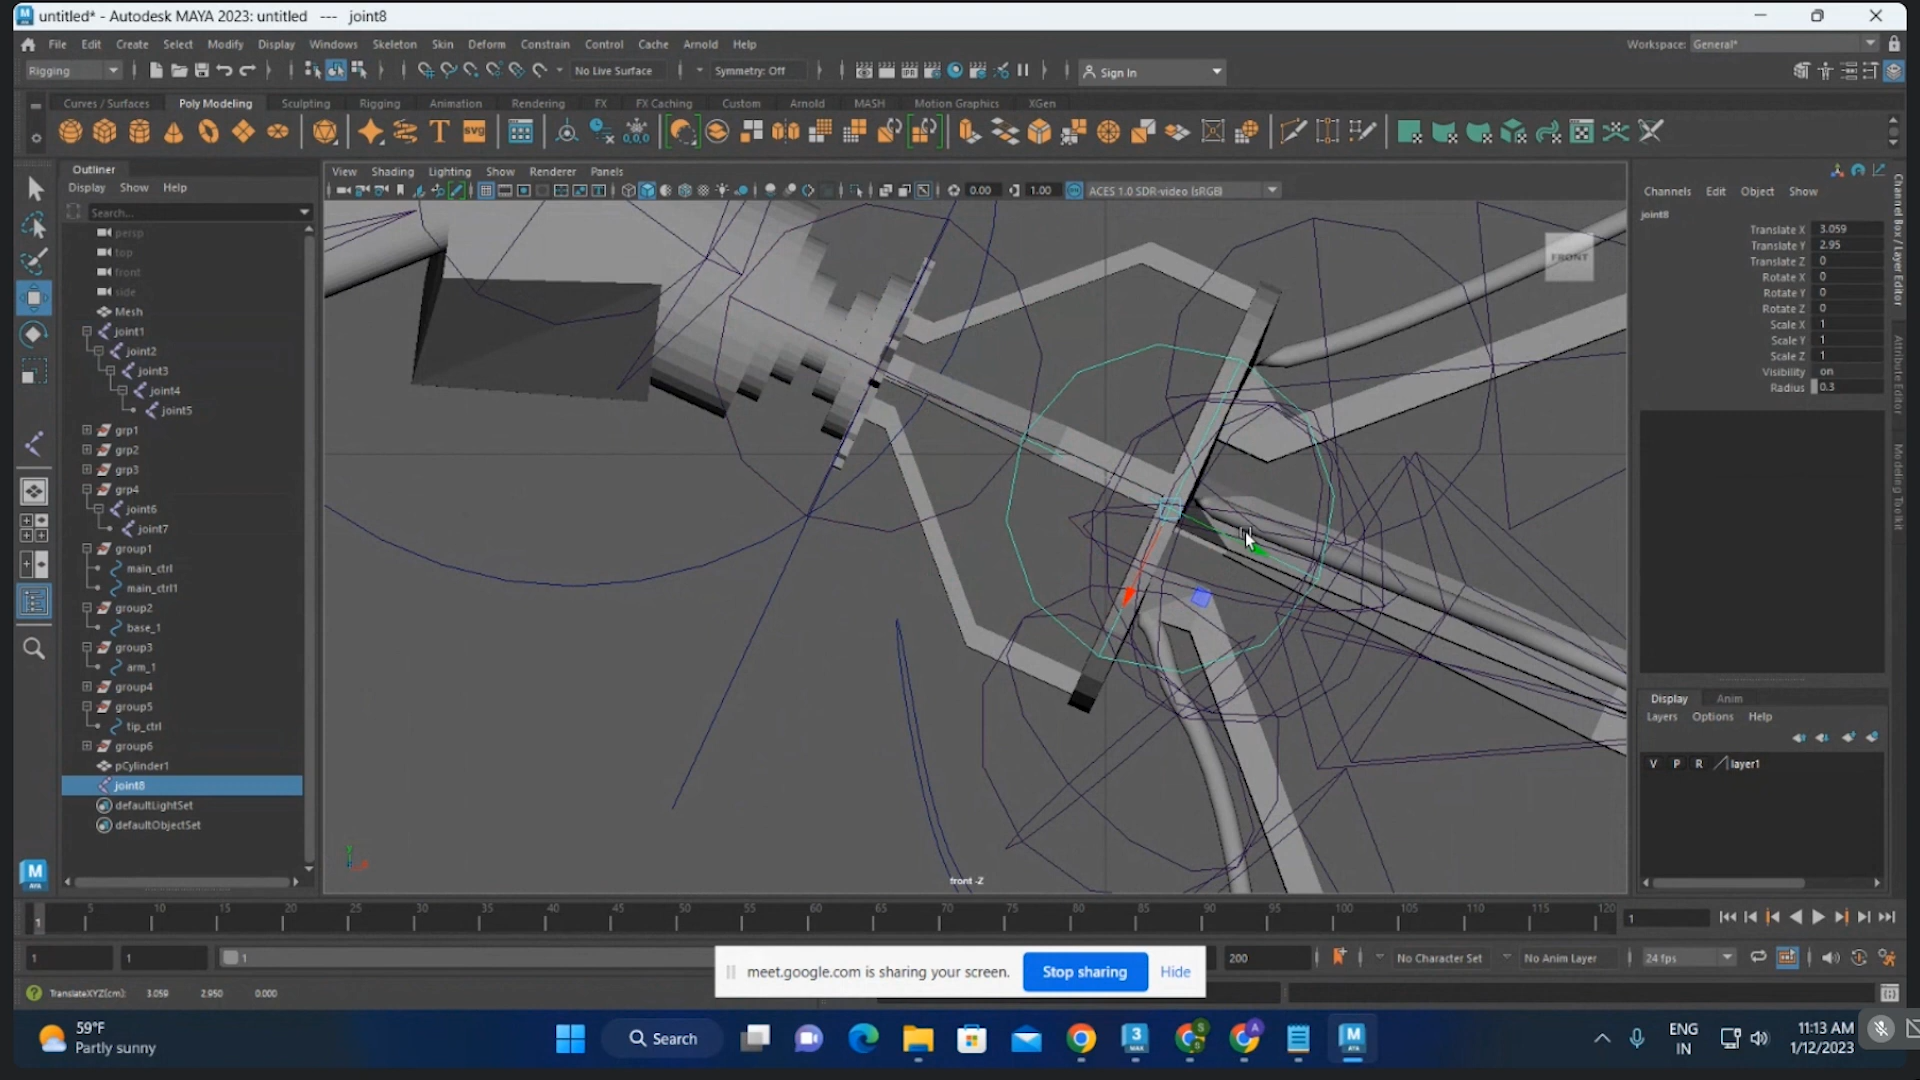 untitled* - Autodesk MAYA 2023: untitled --- joint8
File Edit Create Select Modify Display Windows Skeleton Skin Deform Constrain Control Cache Arnold Help
Workspace: General*
Rigging
No Live Surface
Symmetry: Off
Sign In
Curves / Surfaces Poly Modeling Sculpting Rigging Animation Rendering FX FX Caching Custom Arnold MASH Motion Graphics XGen
Outliner
Display Show Help
Search...
persp
top
front
side
Mesh
joint1
joint2
joint3
joint4
joint5
grp1
grp2
grp3
grp4
joint6
joint7
group1
main_ctrl
main_ctrl1
group2
base_1
group3
arm_1
group4
group5
tip_ctrl
group6
pCylinder1
joint8
defaultLightSet
defaultObjectSet
View Shading Lighting Show Renderer Panels
0.00 1.00 ACES 1.0 SDR-video (sRGB)
FRONT
front -Z
Channels Edit Object Show
joint8
Translate X 3.059
Translate Y 2.95
Translate Z 0
Rotate X 0
Rotate Y 0
Rotate Z 0
Scale X 1
Scale Y 1
Scale Z 1
Visibility on
Radius 0.3
Channel Box / Layer Editor
Attribute Editor
Modeling Toolkit
Display Anim
Layers Options Help
V P R layer1
1 5 10 15 20 25 30 35 40 45 50 55 60 65 70 75 80 85 90 95 100 105 110 115 120
1
1 1 1 200
No Character Set
No Anim Layer
24 fps
meet.google.com is sharing your screen. Stop sharing Hide
TranslateXYZ(cm): 3.059 2.950 0.000
59°F
Partly sunny
Search
ENG
IN
11:13 AM
1/12/2023